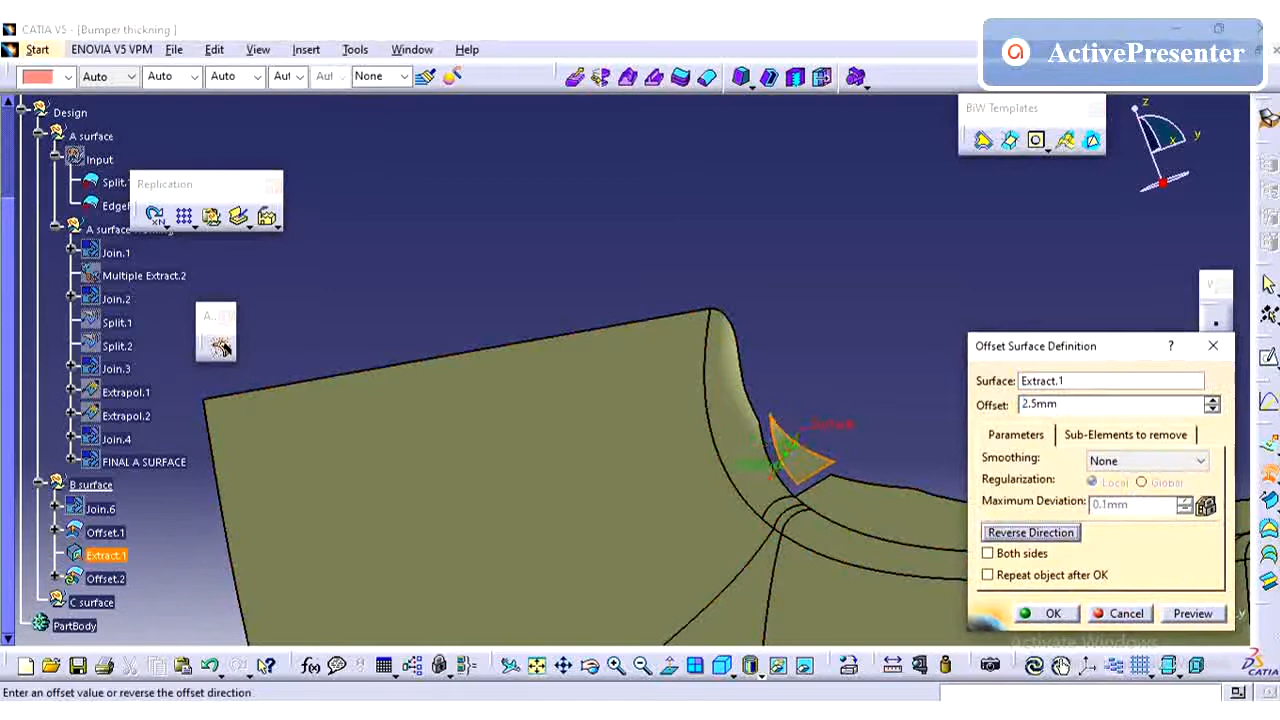 CATIA V5 - [Bumper thickning ]
ActivePresenter
Start ENOVIA V5 VPM File Edit View Insert Tools Window Help
Auto Auto Auto Aut Aut None
BiW Templates
z
y
x
Design
A surface
Input
Replication
Split.
Edgef
A surface
Join.1
Multiple Extract.2
Join.2
A..
Split.1
Split.2
Join.3
Extrapol.1
Extrapol.2
Join.4
FINAL A SURFACE
B surface
Join.6
Offset.1
Extract.1
Offset.2
C surface
PartBody
Surface
Offset Surface Definition ?
Surface: Extract.1
Offset: 2.5mm
Parameters Sub-Elements to remove
Smoothing: None
Regularization: Local Global
Maximum Deviation: 0.1mm
Reverse Direction
Both sides
Repeat object after OK
OK Cancel Preview
Activate Windows
f(x)
CATIA
Enter an offset value or reverse the offset direction